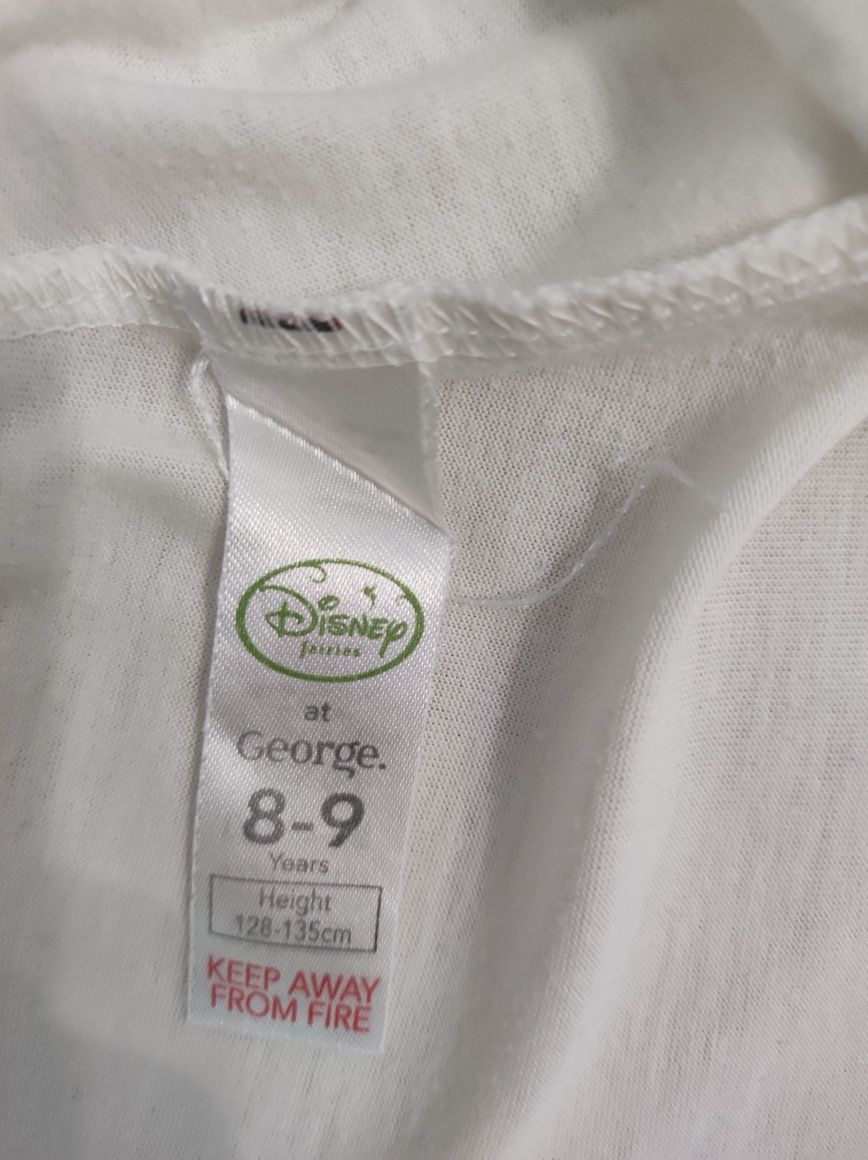 Disney
fairies
at
George.
8-9
Years
Height
128-135cm
KEEP AWAY
FROM FIRE